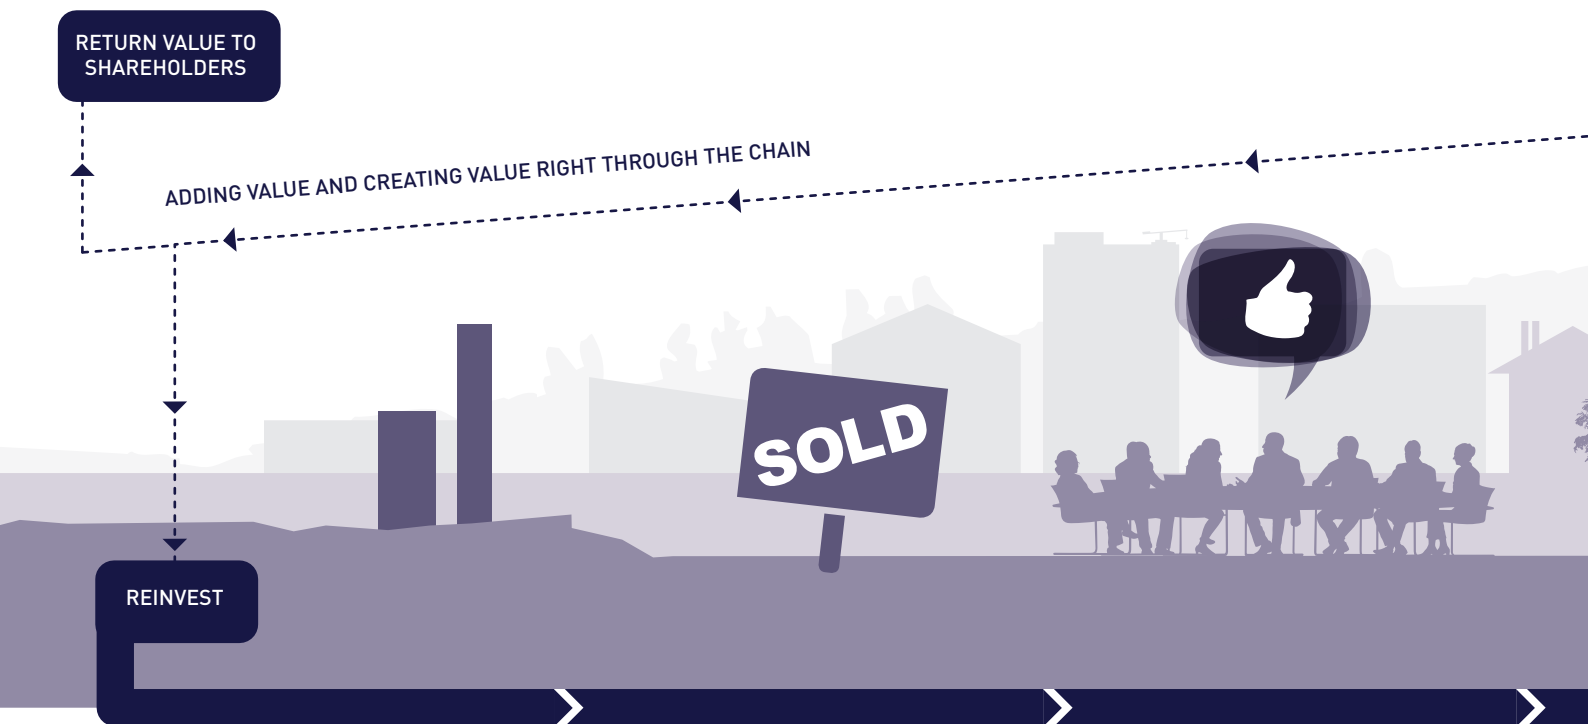 RETURN VALUE TO
SHAREHOLDERS
ADDING VALUE AND CREATING VALUE RIGHT THROUGH THE CHAIN
SOLD
REINVEST